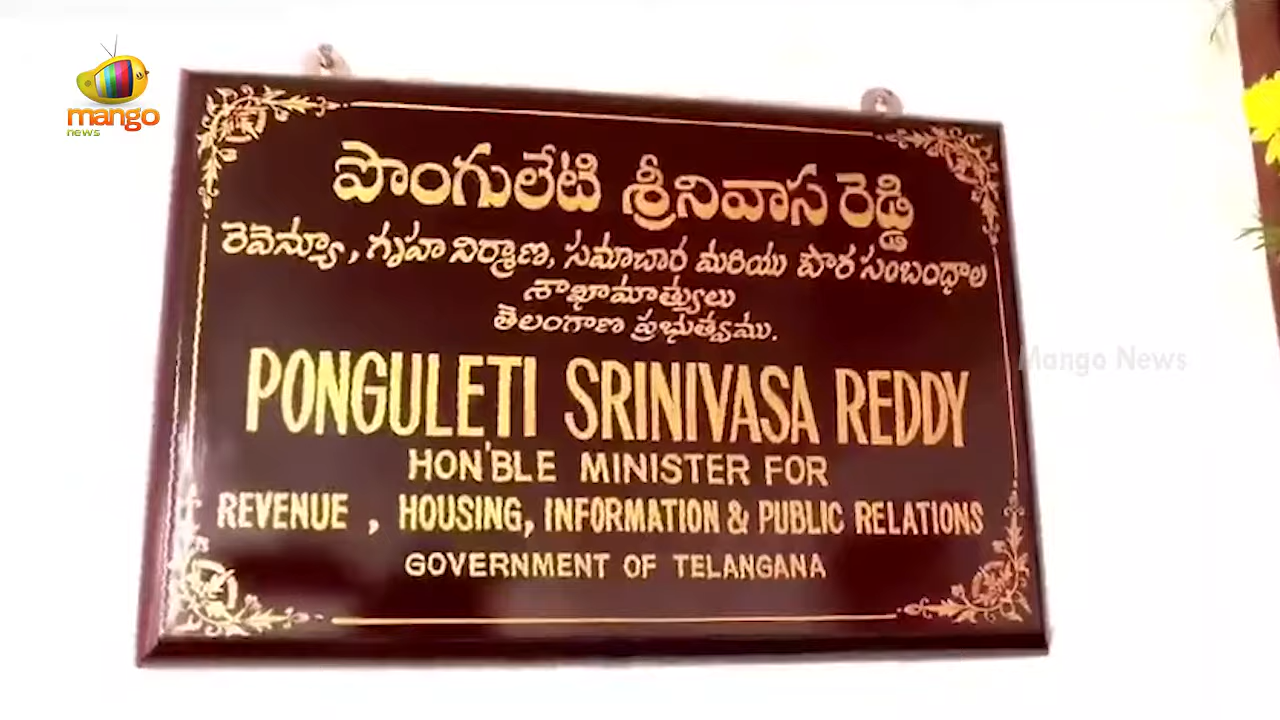 mango
news
పొంగులేటి శ్రీనివాస రెడ్డి
రెవెన్యూ, గృహ నిర్మాణ, సమాచార మరియు పౌర సంబంధాల
శాఖామాత్యులు
తెలంగాణ ప్రభుత్వము.
Mango News
PONGULETI SRINIVASA REDDY
HON'BLE MINISTER FOR
REVENUE , HOUSING, INFORMATION & PUBLIC RELATIONS
GOVERNMENT OF TELANGANA